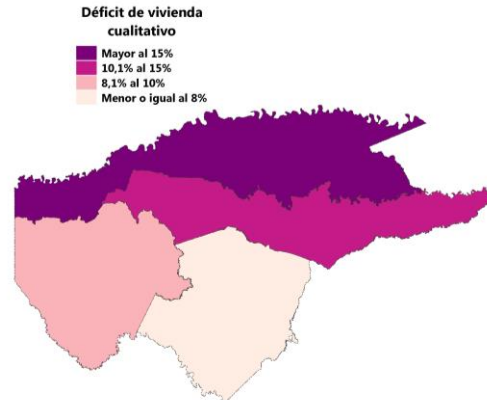 Déficit de vivienda
cualitativo
Mayor al 15%
10,1% al 15%
8,1% al 10%
Menor o igual al 8%